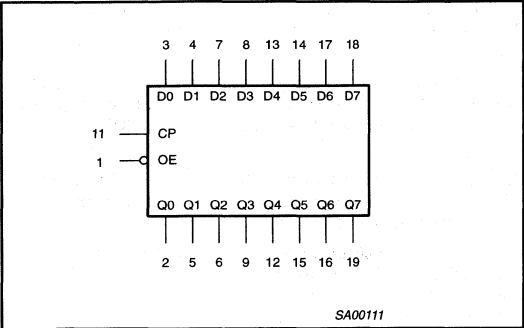 3 4 7 8 13 14 17 18
D0 D1 D2 D3 D4 D5 D6 D7
11 CP
1 OE
Q0 Q1 Q2 Q3 Q4 Q5 Q6 Q7
2 5 6 9 12 15 16 19
SA00111